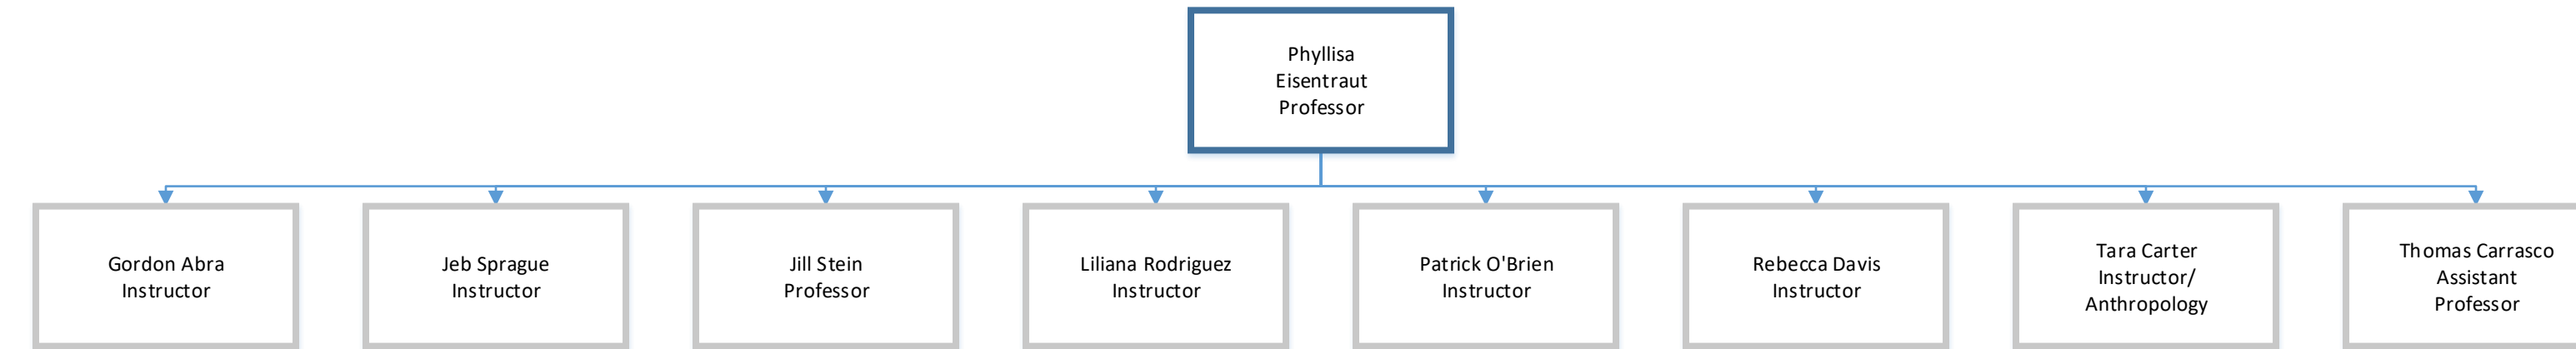 Phyllisa
Eisentraut
Professor
Gordon Abra
Instructor
Jeb Sprague
Instructor
Jill Stein
Professor
Liliana Rodriguez
Instructor
Patrick O'Brien
Instructor
Rebecca Davis
Instructor
Tara Carter
Instructor/
Anthropology
Thomas Carrasco
Assistant
Professor